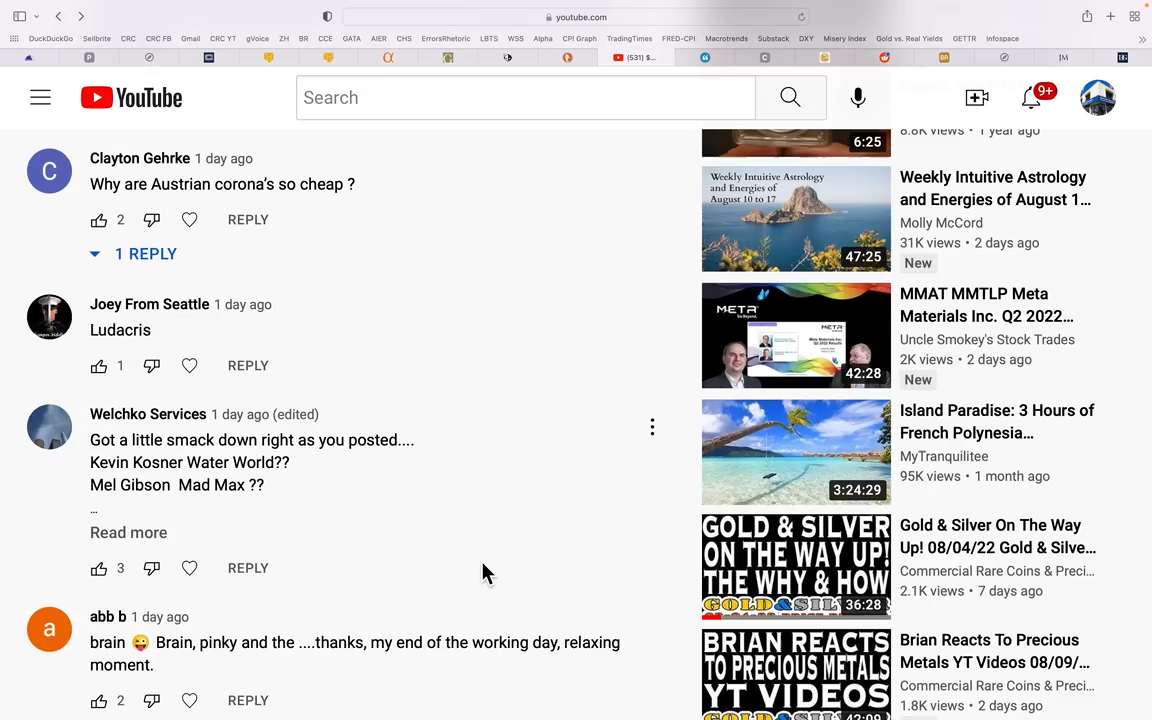 youtube.com
DuckDuckGo Sellbrite CRC CRC FB Gmail CRC YT gVoice ZH BR CCE GATA AIER CHS ErrorsRhetoric LBTS WSS Alpha CPI Graph TradingTimes FRED-CPI Macrotrends Substack DXY Misery Index Gold vs. Real Yields GETTR Infospace
(531) $...
YouTube
Search
9+
Clayton Gehrke 1 day ago
Why are Austrian corona's so cheap ?
2 REPLY
1 REPLY
Joey From Seattle 1 day ago
Ludacris
1 REPLY
Welchko Services 1 day ago (edited)
Got a little smack down right as you posted....
Kevin Kosner Water World??
Mel Gibson Mad Max ??
...
Read more
3 REPLY
abb b 1 day ago
brain 😜 Brain, pinky and the ....thanks, my end of the working day, relaxing
moment.
2 REPLY
6:25
8.8K views • 1 year ago
Weekly Intuitive Astrology
and Energies of
August 10 to 17
47:25
Weekly Intuitive Astrology
and Energies of August 1...
Molly McCord
31K views • 2 days ago
New
META
META
42:28
MMAT MMTLP Meta
Materials Inc. Q2 2022...
Uncle Smokey's Stock Trades
2K views • 2 days ago
New
3:24:29
Island Paradise: 3 Hours of
French Polynesia...
MyTranquilitee
95K views • 1 month ago
GOLD & SILVER
ON THE WAY UP!
THE WHY & HOW
36:28
Gold & Silver On The Way
Up! 08/04/22 Gold & Silve...
Commercial Rare Coins & Preci...
2.1K views • 7 days ago
BRIAN REACTS
TO PRECIOUS METALS
YT VIDEOS
42:09
Brian Reacts To Precious
Metals YT Videos 08/09/...
Commercial Rare Coins & Preci...
1.8K views • 2 days ago